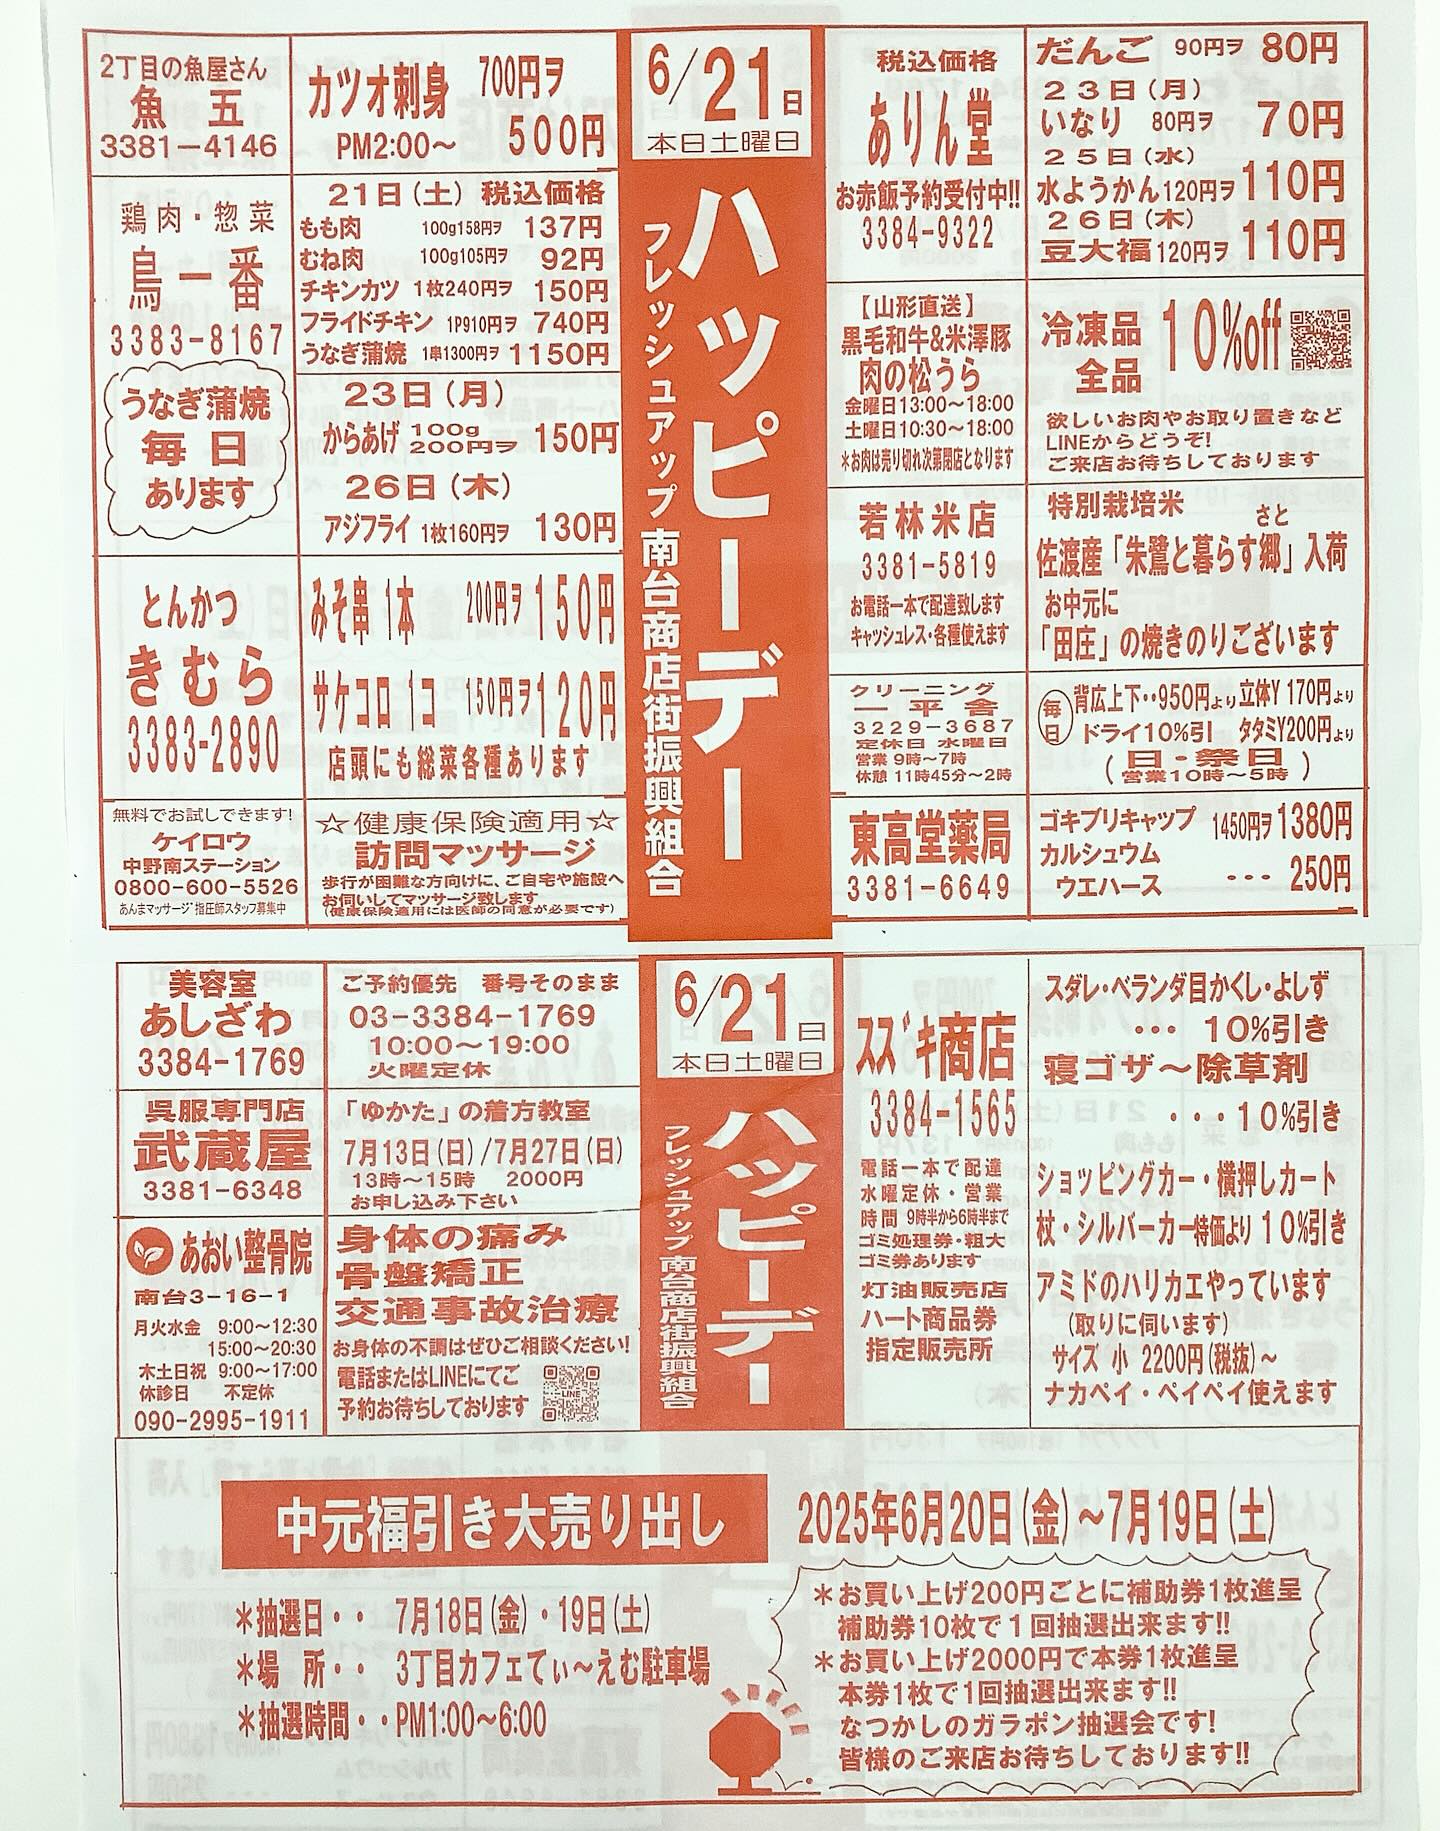 2丁目の魚屋さん
魚五
3381－4146
カツオ刺身 700円ヲ
PM2:00～ 500円
鶏肉・惣菜
鳥一番
3383-8167
うなぎ蒲焼
毎日
あります
21日(土) 税込価格
もも肉 100g158円ヲ 137円
むね肉 100g105円ヲ 92円
チキンカツ 1枚240円ヲ 150円
フライドチキン 1P910円ヲ 740円
うなぎ蒲焼 1串1300円ヲ 1150円
23日(月)
からあげ 100g 200円ヲ 150円
26日(木)
アジフライ 1枚160円ヲ 130円
とんかつ
きむら
3383-2890
みそ串 1本 200円ヲ 150円
サケコロ 1コ 150円ヲ 120円
店頭にも総菜各種あります
無料でお試しできます!
ケイロウ
中野南ステーション
0800-600-5526
あんまマッサージ指圧師スタッフ募集中
☆健康保険適用☆
訪問マッサージ
歩行が困難な方向けに、ご自宅や施設へ
お伺いしてマッサージ致します
(健康保険適用には医師の同意が必要です)
6/21日
本日土曜日
ハッピーデー
フレッシュアップ南台商店街振興組合
税込価格
ありん堂
お赤飯予約受付中!!
3384-9322
だんご 90円ヲ 80円
23日(月)
いなり 80円ヲ 70円
25日(水)
水ようかん 120円ヲ 110円
26日(木)
豆大福 120円ヲ 110円
【山形直送】
黒毛和牛&米澤豚
肉の松うら
金曜日13:00～18:00
土曜日10:30～18:00
*お肉は売り切れ次第閉店となります
冷凍品
全品 10%off
欲しいお肉やお取り置きなど
LINEからどうぞ!
ご来店お待ちしております
若林米店
3381-5819
お電話一本で配達致します
キャッシュレス・各種使えます
特別栽培米
さと
佐渡産「朱鷺と暮らす郷」入荷
お中元に
「田庄」の焼きのりございます
クリーニング
一平舎
3229-3687
定休日 水曜日
営業 9時～7時
休憩 11時45分～2時
毎日 背広上下‥950円より 立体Y 170円より
ドライ10%引 タタミY200円より
(日・祭日
営業10時～5時)
東高堂薬局
3381-6649
ゴキブリキャップ 1450円ヲ 1380円
カルシュウム
ウエハース ・・・ 250円
美容室
あしざわ
3384-1769
ご予約優先 番号そのまま
03-3384-1769
10:00～19:00
火曜定休
呉服専門店
武蔵屋
3381-6348
「ゆかた」の着方教室
7月13日(日)/7月27日(日)
13時～15時 2000円
お申し込み下さい
あおい整骨院
南台3-16-1
月火水金 9:00～12:30
15:00～20:30
木土日祝 9:00～17:00
休診日 不定休
090-2995-1911
身体の痛み
骨盤矯正
交通事故治療
お身体の不調はぜひご相談ください!
電話またはLINEにてご
予約お待ちしております
LINE
6/21日
本日土曜日
ハッピーデー
フレッシュアップ南台商店街振興組合
スズキ商店
3384-1565
電話一本で配達
水曜定休・営業
時間 9時半から6時半まで
ゴミ処理券・粗大
ゴミ券あります
灯油販売店
ハート商品券
指定販売所
スダレ・ベランダ目かくし・よしず
・・・ 10%引き
寝ゴザ～除草剤
・・・10%引き
ショッピングカー・横押しカート
杖・シルバーカー特価より 10%引き
アミドのハリカエやっています
(取りに伺います)
サイズ 小 2200円(税抜)～
ナカペイ・ペイペイ使えます
中元福引き大売り出し
2025年6月20日(金)～7月19日(土)
*抽選日・・ 7月18日(金)・19日(土)
*場 所・・ 3丁目カフェてぃ～えむ駐車場
*抽選時間・・PM1:00～6:00
*お買い上げ200円ごとに補助券1枚進呈
補助券10枚で1回抽選出来ます!!
*お買い上げ2000円で本券1枚進呈
本券1枚で1回抽選出来ます!!
なつかしのガラポン抽選会です!
皆様のご来店お待ちしております!!